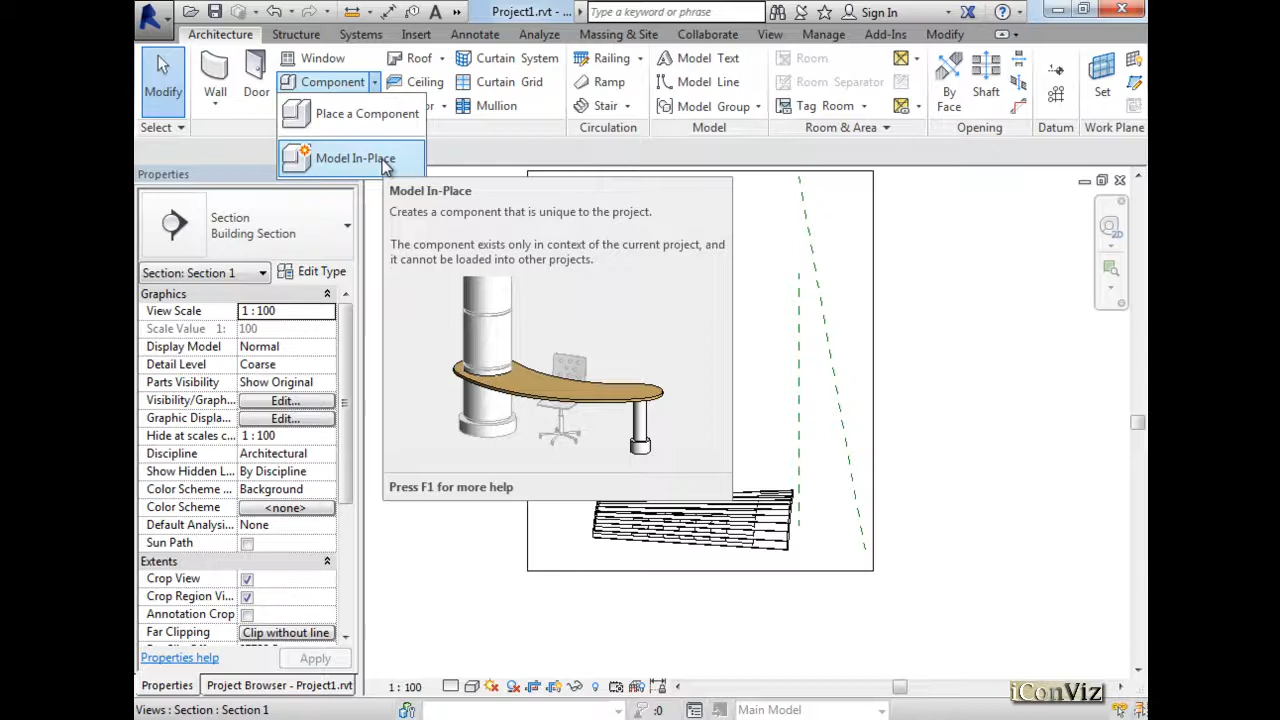 Project1.rvt - ...
Type a keyword or phrase
Sign In
Architecture Structure Systems Insert Annotate Analyze Massing & Site Collaborate View Manage Add-Ins Modify
Modify
Wall
Door
Window
Component
Roof
Ceiling
Curtain System
Curtain Grid
Mullion
Railing
Ramp
Stair
Model Text
Model Line
Model Group
Room
Room Separator
Tag Room
By
Face
Shaft
Set
Select
Circulation
Model
Room & Area
Opening
Datum
Work Plane
Place a Component
Model In-Place
Model In-Place
Creates a component that is unique to the project.
The component exists only in context of the current project, and
it cannot be loaded into other projects.
Press F1 for more help
Properties
Section
Building Section
Section: Section 1
Edit Type
Graphics
View Scale 1 : 100
Scale Value 1: 100
Display Model Normal
Detail Level Coarse
Parts Visibility Show Original
Visibility/Graph... Edit...
Graphic Displa... Edit...
Hide at scales c... 1 : 100
Discipline Architectural
Show Hidden L... By Discipline
Color Scheme ... Background
Color Scheme <none>
Default Analysi... None
Sun Path
Extents
Crop View
Crop Region Vi...
Annotation Crop
Far Clipping Clip without line
Properties help
Apply
Properties
Project Browser - Project1.rvt
1 : 100
Views : Section : Section 1
:0
Main Model
2D
iConViz